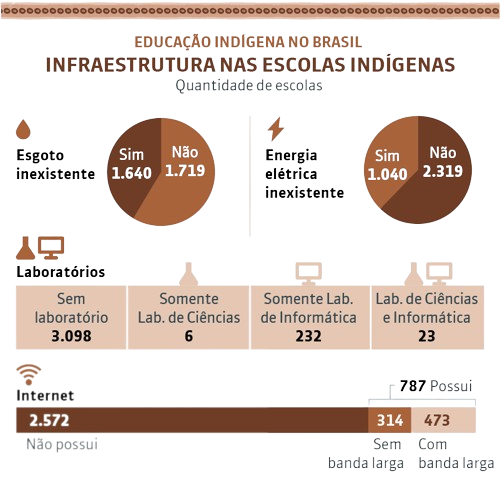 EDUCAÇÃO INDÍGENA NO BRASIL
INFRAESTRUTURA NAS ESCOLAS INDÍGENAS
Quantidade de escolas
Esgoto
inexistente
Sim
1.640
Não
1.719
Energia
elétrica
inexistente
Sim
1.040
Não
2.319
Laboratórios
Sem
laboratório
3.098
Somente
Lab. de Ciências
6
Somente Lab.
de Informática
232
Lab. de Ciências
e Informática
23
Internet
787 Possui
2.572
314
473
Não possui
Sem
banda larga
Com
banda larga